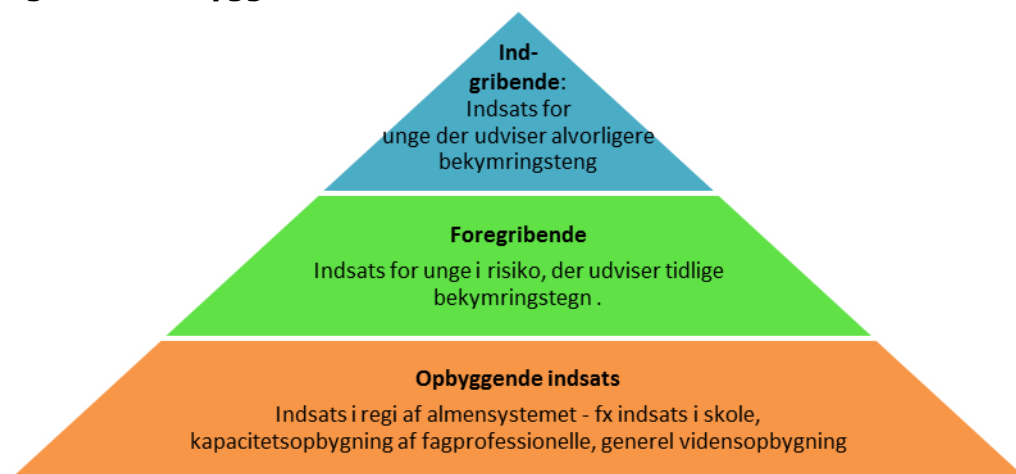 Ind-
gribende:
Indsats for
unge der udviser alvorligere
bekymringsteng
Foregribende
Indsats for unge i risiko, der udviser tidlige
bekymringstegn .
Opbyggende indsats
Indsats i regi af almensystemet - fx indsats i skole,
kapacitetsopbygning af fagprofessionelle, generel vidensopbygning